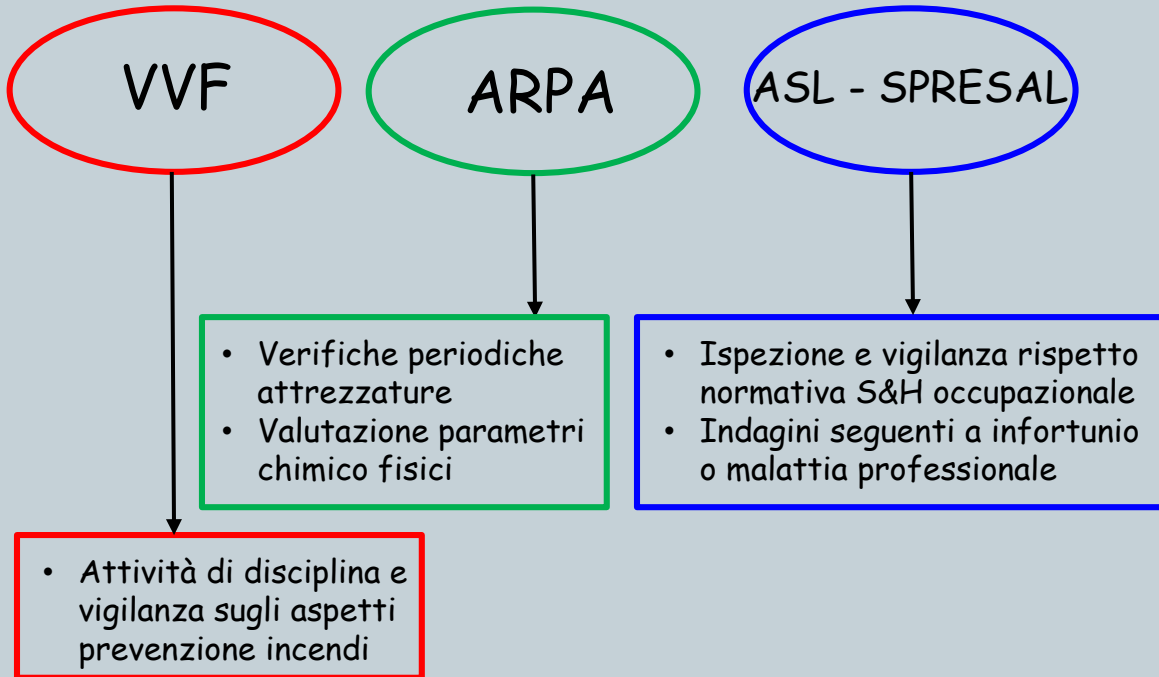 VVF
ARPA
ASL - SPRESAL
• Verifiche periodiche
attrezzature
• Valutazione parametri
chimico fisici
• Ispezione e vigilanza rispetto
normativa S&H occupazionale
• Indagini seguenti a infortunio
o malattia professionale
• Attività di disciplina e
vigilanza sugli aspetti
prevenzione incendi